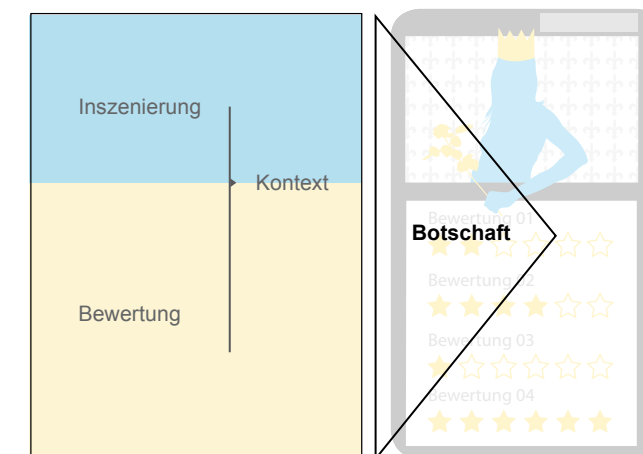 Inszenierung
Kontext
Bewertung
Botschaft
Bewertung 01
Bewertung 02
Bewertung 03
Bewertung 04